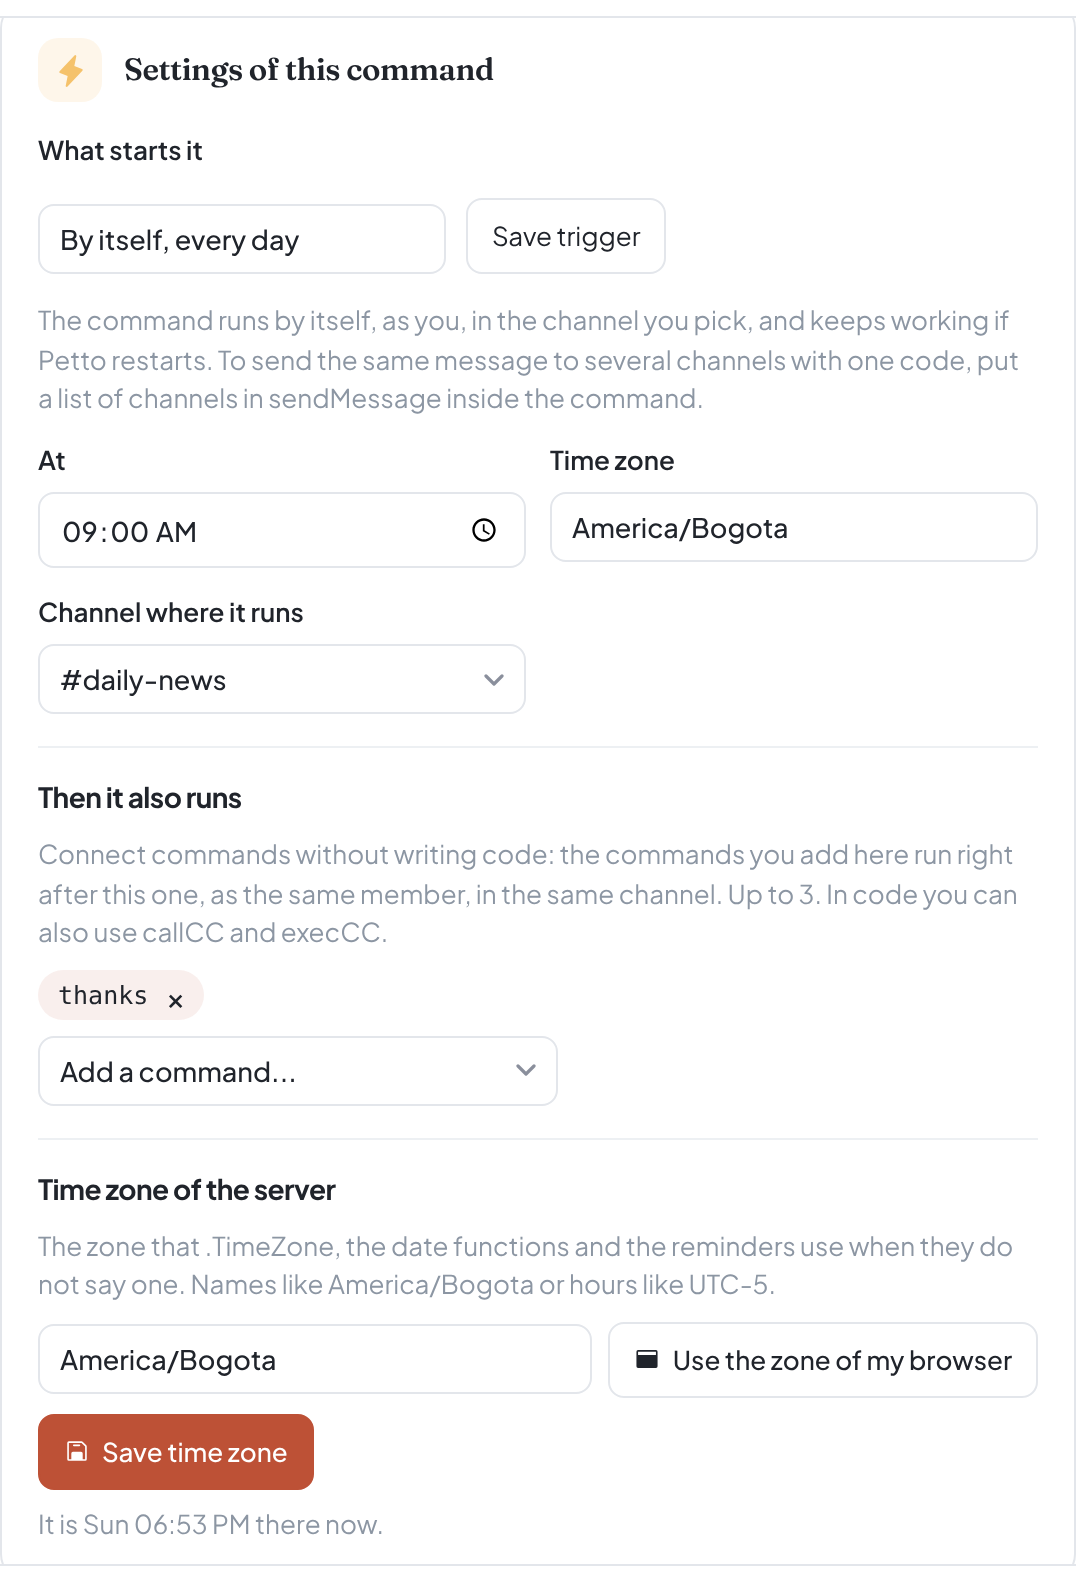 Settings of this command
What starts it
By itself, every day
Save trigger
The command runs by itself, as you, in the channel you pick, and keeps working if
Petto restarts. To send the same message to several channels with one code, put
a list of channels in sendMessage inside the command.
At
Time zone
09:00 AM
America/Bogota
Channel where it runs
#daily-news
Then it also runs
Connect commands without writing code: the commands you add here run right
after this one, as the same member, in the same channel. Up to 3. In code you can
also use callCC and execCC.
thanks ×
Add a command...
Time zone of the server
The zone that .TimeZone, the date functions and the reminders use when they do
not say one. Names like America/Bogota or hours like UTC-5.
America/Bogota
Use the zone of my browser
Save time zone
It is Sun 06:53 PM there now.